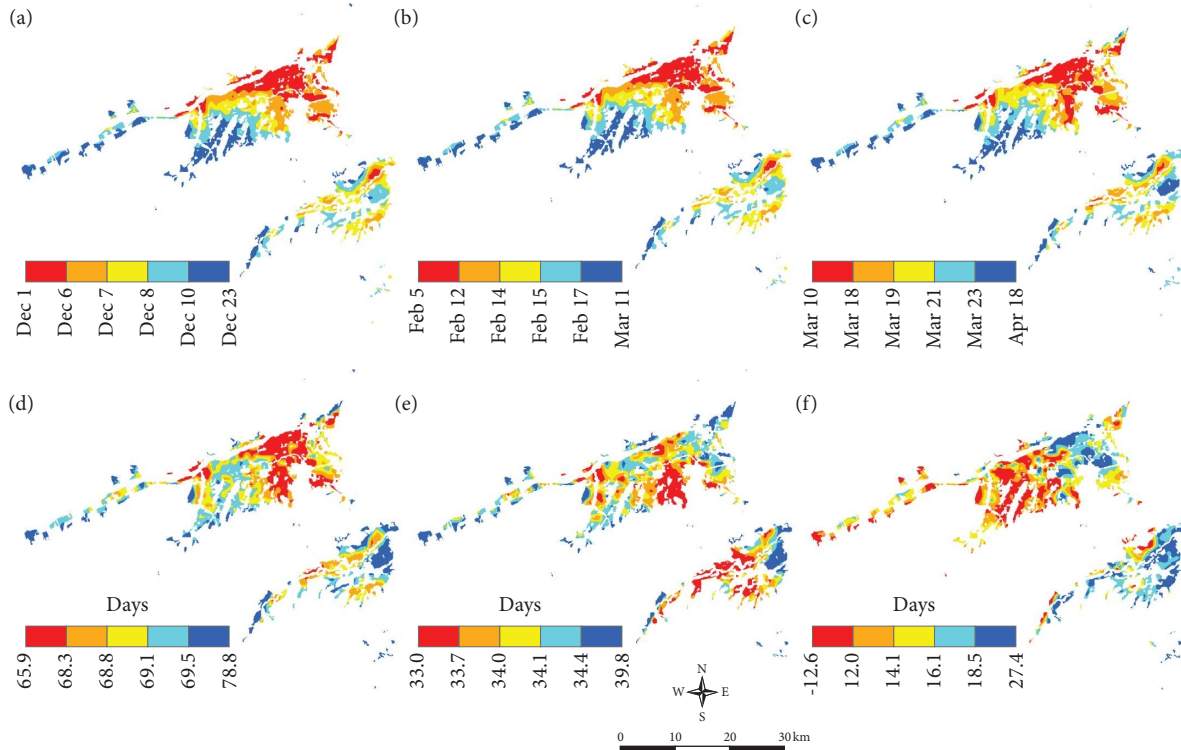 (a)
(b)
(c)
Dec 1
Dec 6
Dec 7
Dec 8
Dec 10
Dec 23
Feb 5
Feb 12
Feb 14
Feb 15
Feb 17
Mar 11
Mar 10
Mar 18
Mar 19
Mar 21
Mar 23
Apr 18
(d)
(e)
(f)
Days
65.9
68.3
68.8
69.1
69.5
78.8
Days
33.0
33.7
34.0
34.1
34.4
39.8
Days
-12.6
12.0
14.1
16.1
18.5
27.4
N
W
E
S
0 10 20 30 km